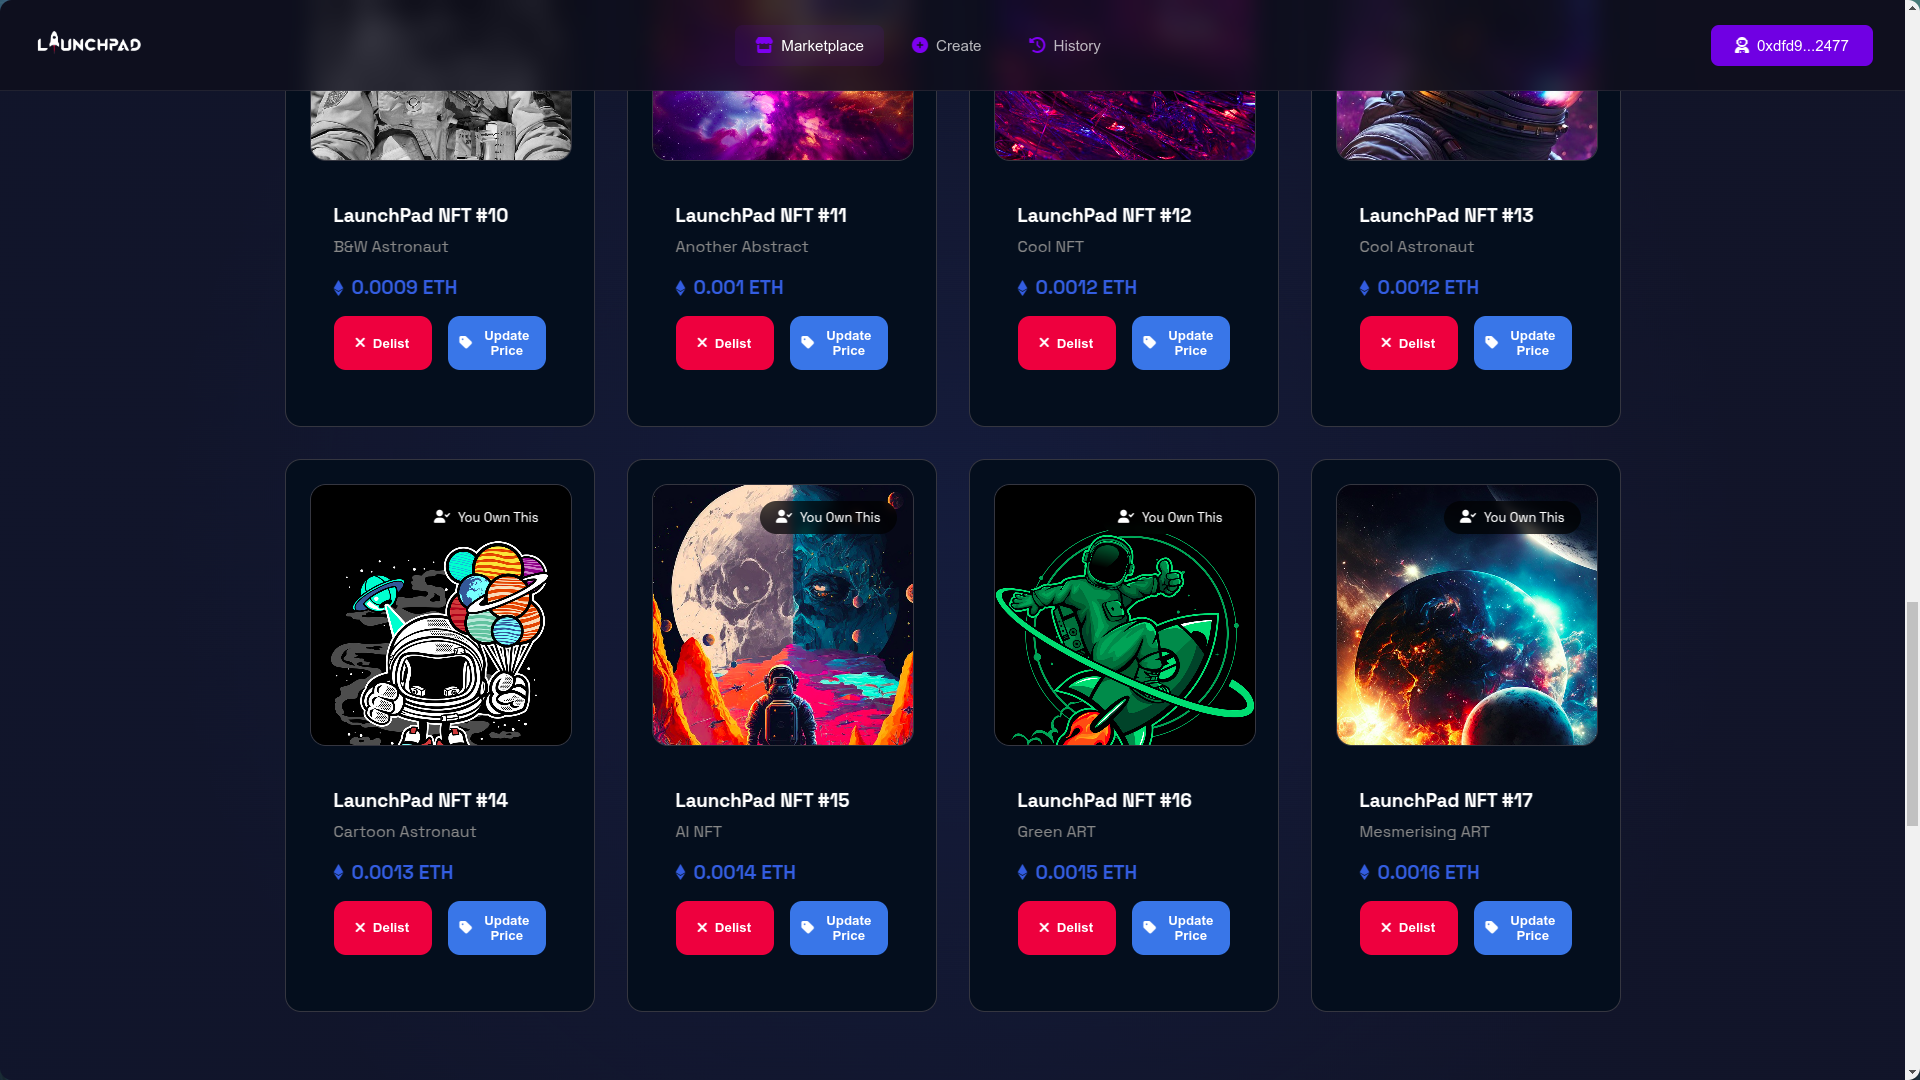 LAUNCHPAD
Marketplace
Create
History
0xdfd9...2477
LaunchPad NFT #10
B&W Astronaut
0.0009 ETH
Delist
Update
Price
LaunchPad NFT #11
Another Abstract
0.001 ETH
Delist
Update
Price
LaunchPad NFT #12
Cool NFT
0.0012 ETH
Delist
Update
Price
LaunchPad NFT #13
Cool Astronaut
0.0012 ETH
Delist
Update
Price
You Own This
LaunchPad NFT #14
Cartoon Astronaut
0.0013 ETH
Delist
Update
Price
You Own This
LaunchPad NFT #15
AI NFT
0.0014 ETH
Delist
Update
Price
You Own This
LaunchPad NFT #16
Green ART
0.0015 ETH
Delist
Update
Price
You Own This
LaunchPad NFT #17
Mesmerising ART
0.0016 ETH
Delist
Update
Price